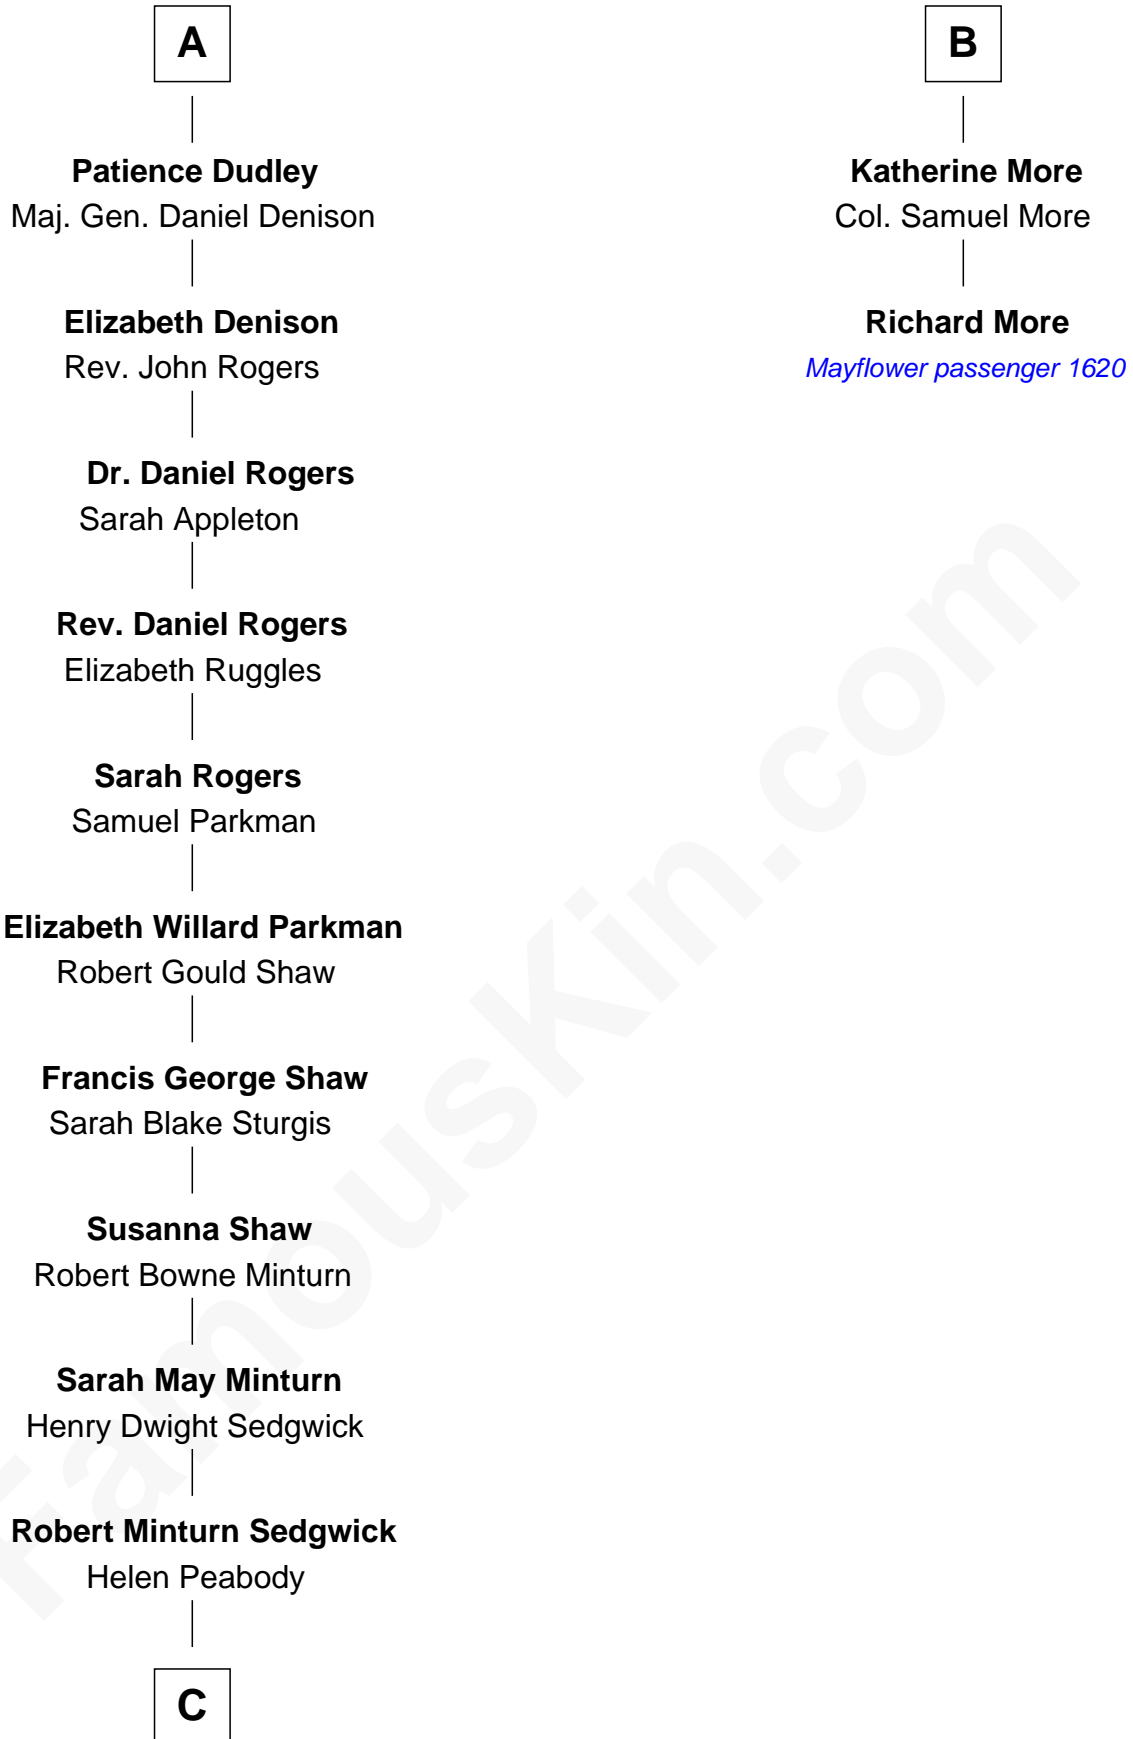 A
Patience Dudley
Maj. Gen. Daniel Denison
Elizabeth Denison
Rev. John Rogers
Dr. Daniel Rogers
Sarah Appleton
Rev. Daniel Rogers
Elizabeth Ruggles
Sarah Rogers
Samuel Parkman
Elizabeth Willard Parkman
Robert Gould Shaw
Francis George Shaw
Sarah Blake Sturgis
Susanna Shaw
Robert Bowne Minturn
Sarah May Minturn
Henry Dwight Sedgwick
Robert Minturn Sedgwick
Helen Peabody
C
B
Katherine More
Col. Samuel More
Richard More
Mayflower passenger 1620
FamousKin.com